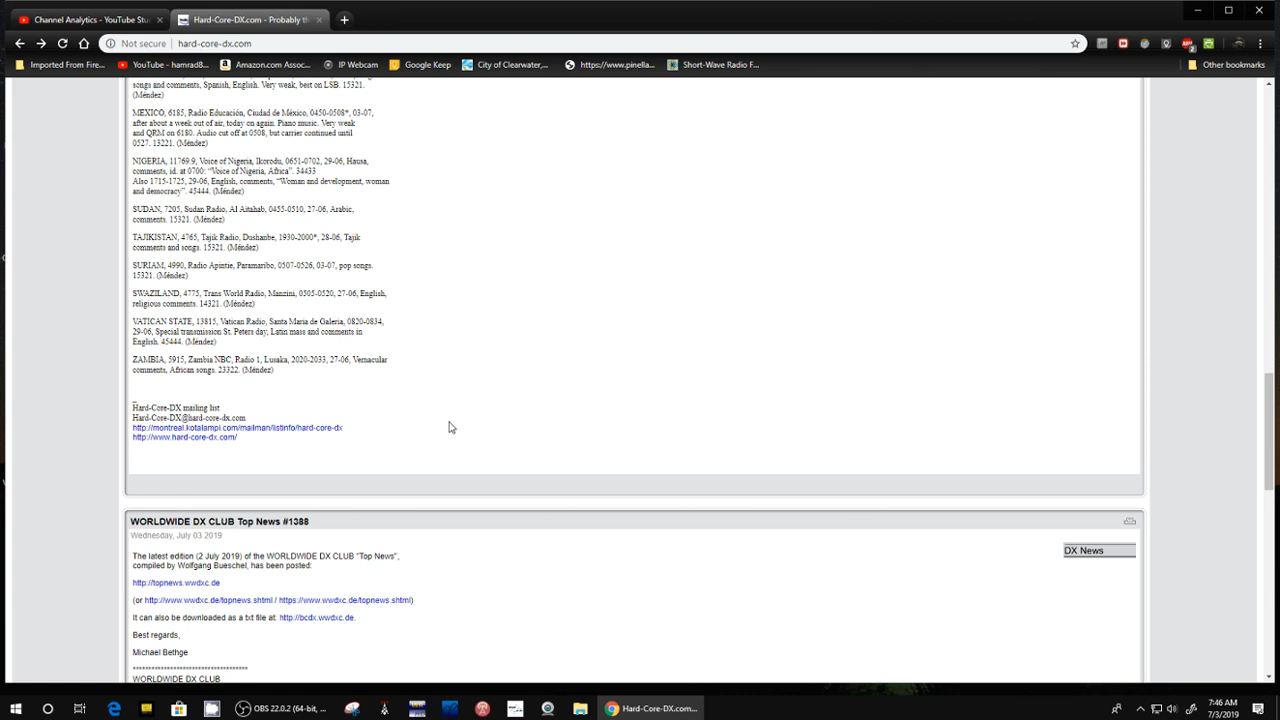 Channel Analytics - YouTube Stu
Hard-Core-DX.com - Probably th
Not secure
hard-core-dx.com
Imported From Fire...
YouTube - hamrad8...
Amazon.com Assoc...
IP Webcam
Google Keep
City of Clearwater,...
https://www.pinella...
Short-Wave Radio F...
Other bookmarks
songs and comments, Spanish, English. Very weak, best on LSB. 15321.
(Méndez)
MEXICO, 6185, Radio Educación, Ciudad de México, 0450-0508*, 03-07,
after about a week out of air, today on again. Piano music. Very weak
and QRM on 6180. Audio cut off at 0508, but carrier continued until
0527. 13221. (Méndez)
NIGERIA, 11769.9, Voice of Nigeria, Ikorodu, 0651-0702, 29-06, Hausa,
comments, id. at 0700: “Voice of Nigeria, Africa”. 34433
Also 1715-1725, 29-06, English, comments, “Woman and development, woman
and democracy”. 45444. (Méndez)
SUDAN, 7205, Sudan Radio, Al Aitahab, 0455-0510, 27-06, Arabic,
comments. 15321. (Méndez)
TAJIKISTAN, 4765, Tajik Radio, Dushanbe, 1930-2000*, 28-06, Tajik
comments and songs. 15321. (Méndez)
SURIAM, 4990, Radio Apintie, Paramaribo, 0507-0526, 03-07, pop songs.
15321. (Méndez)
SWAZILAND, 4775, Trans World Radio, Manzini, 0505-0520, 27-06, English,
religious comments. 14321. (Méndez)
VATICAN STATE, 13815, Vatican Radio, Santa Maria de Galeria, 0820-0834,
29-06, Special transmission St. Peters day, Latin mass and comments in
English. 45444. (Méndez)
ZAMBIA, 5915, Zambia NBC, Radio 1, Lusaka, 2020-2033, 27-06, Vernacular
comments, African songs. 23322. (Méndez)
_
Hard-Core-DX mailing list
Hard-Core-DX@hard-core-dx.com
http://montreal.kotalampi.com/mailman/listinfo/hard-core-dx
http://www.hard-core-dx.com/
WORLDWIDE DX CLUB Top News #1388
Wednesday, July 03 2019
DX News
The latest edition (2 July 2019) of the WORLDWIDE DX CLUB "Top News",
compiled by Wolfgang Bueschel, has been posted:
http://topnews.wwdxc.de
(or http://www.wwdxc.de/topnews.shtml / https://www.wwdxc.de/topnews.shtml)
It can also be downloaded as a txt file at: http://bcdx.wwdxc.de.
Best regards,
Michael Bethge
************************************
WORLDWIDE DX CLUB
OBS 22.0.2 (64-bit, ...
Hard-Core-DX.com...
7:46 AM
7/3/2019